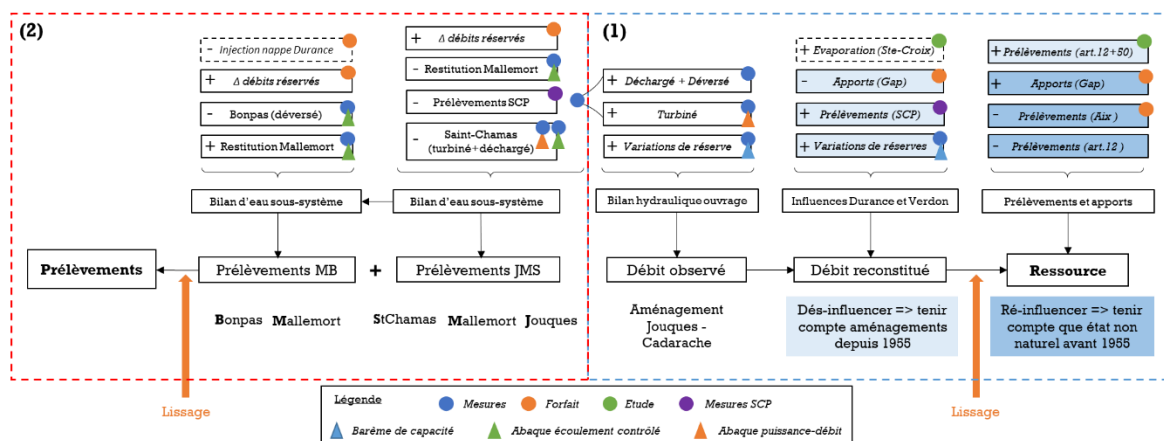 (2)
- Injection nappe Durance
+ Δ débits réservés
- Bonpas (déversé)
+ Restitution Mallemort
+ Δ débits réservés
- Restitution Mallemort
- Prélèvements SCP
- Saint-Chamas
(turbiné+déchargé)
Bilan d'eau sous-système
Bilan d'eau sous-système
Prélèvements
Prélèvements MB
+
Prélèvements JMS
Bonpas Mallemort
StChamas Mallemort Jouques
Lissage
(1)
+ Déchargé + Déversé
+ Turbiné
+ Variations de réserve
+ Evaporation (Ste-Croix)
- Apports (Gap)
+ Prélèvements (SCP)
+ Variations de réserves
+ Prélèvements (art.12+50)
+ Apports (Gap)
- Prélèvements (Aix)
- Prélèvements (art.12 )
Bilan hydraulique ouvrage
Influences Durance et Verdon
Prélèvements et apports
Débit observé
Débit reconstitué
Ressource
Aménagement
Jouques -
Cadarache
Dés-influencer => tenir
compte aménagements
depuis 1955
Ré-influencer => tenir
compte que état non
naturel avant 1955
Lissage
Légende
Mesures
Forfait
Etude
Mesures SCP
Barème de capacité
Abaque écoulement contrôlé
Abaque puissance-débit